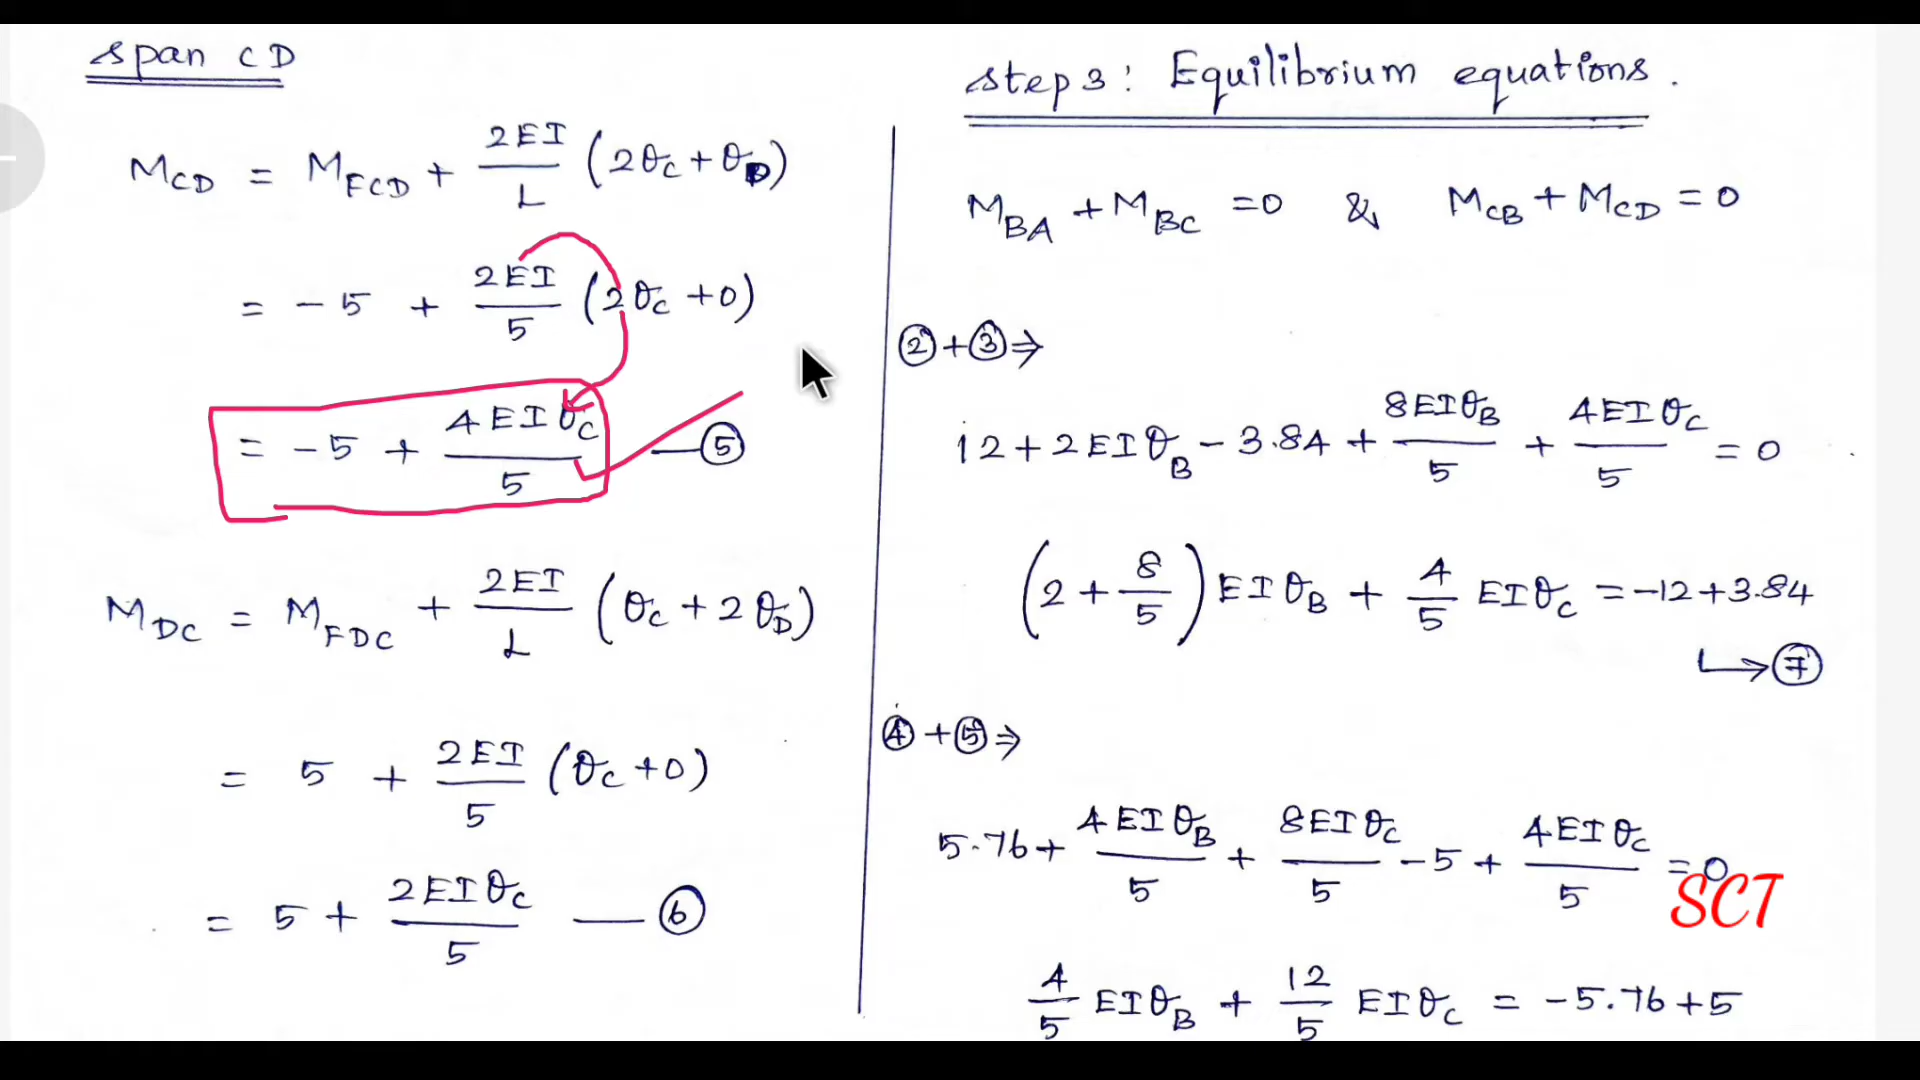 Span CD
M_CD = M_FCD + 2EI/L (2θ_C + θ_D)
= -5 + 2EI/5 (2θ_C + 0)
= -5 + 4EIθ_C/5 — ⑤
M_DC = M_FDC + 2EI/L (θ_C + 2θ_D)
= 5 + 2EI/5 (θ_C + 0)
= 5 + 2EIθ_C/5 — ⑥
Step 3: Equilibrium equations.
M_BA + M_BC = 0 & M_CB + M_CD = 0
② + ③ ⇒
12 + 2EIθ_B - 3.84 + 8EIθ_B/5 + 4EIθ_C/5 = 0
(2 + 8/5) EIθ_B + 4/5 EIθ_C = -12 + 3.84
↳ ⑦
④ + ⑤ ⇒
5.76 + 4EIθ_B/5 + 8EIθ_C/5 - 5 + 4EIθ_C/5 = 0
SCT
4/5 EIθ_B + 12/5 EIθ_C = -5.76 + 5